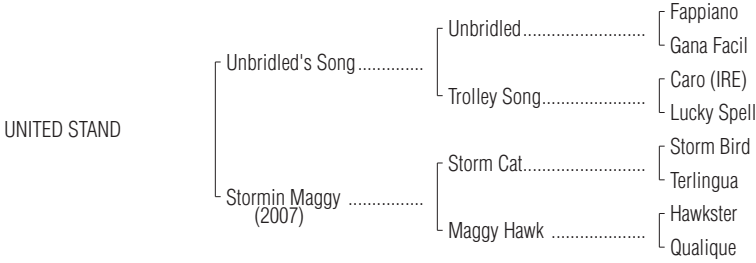 Fappiano
Unbridled..............................
Gana Facil
Unbridled's Song................
Caro (IRE)
Trolley Song.........................
Lucky Spell
UNITED STAND
Storm Bird
Storm Cat..............................
Terlingua
Stormin Maggy ..................
(2007)
Hawkster
Maggy Hawk .......................
Qualique